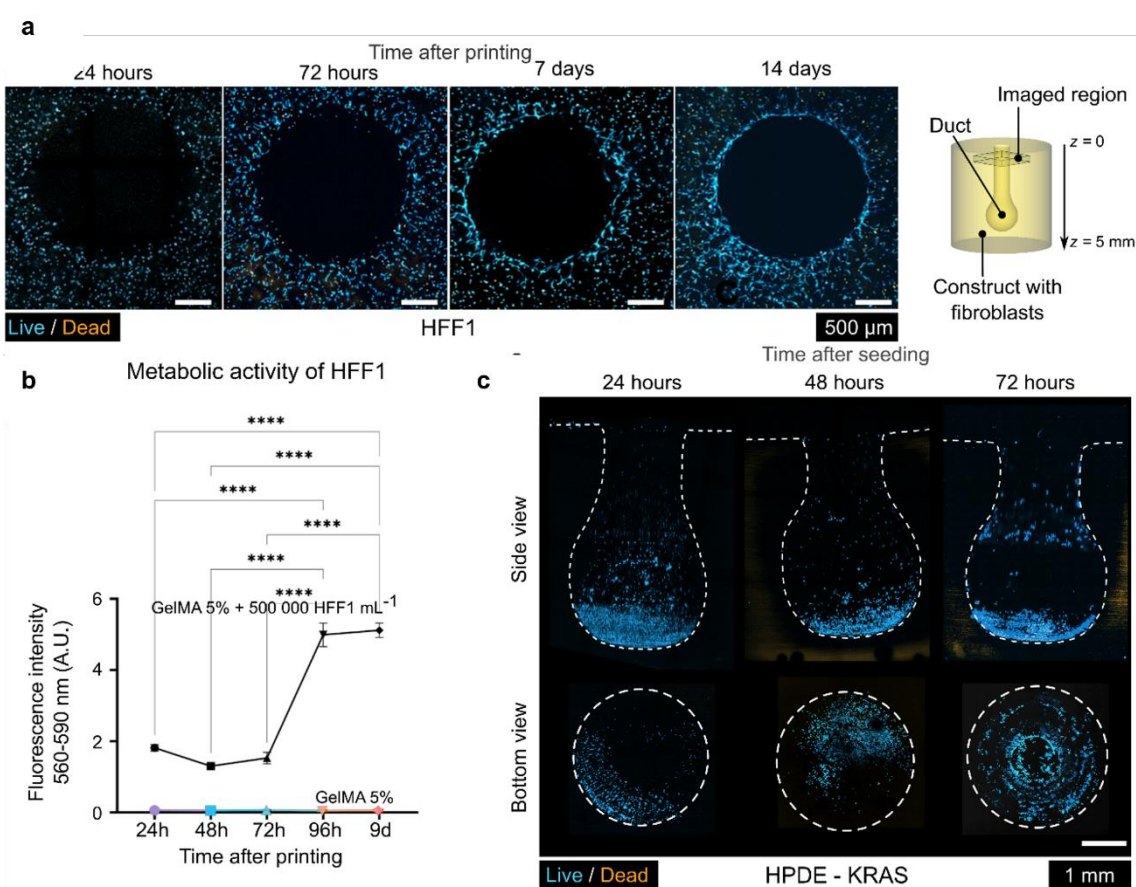 a
Time after printing
24 hours
72 hours
7 days
14 days
Imaged region
Duct
z = 0
z = 5 mm
Construct with
fibroblasts
Live / Dead
HFF1
500 µm
b
Metabolic activity of HFF1
****
****
****
****
****
****
GelMA 5% + 500 000 HFF1 mL-1
Fluorescence intensity
560-590 nm (A.U.)
6
4
2
0
GelMA 5%
24h 48h 72h 96h 9d
Time after printing
c
Time after seeding
24 hours
48 hours
72 hours
Side view
Bottom view
Live / Dead
HPDE - KRAS
1 mm